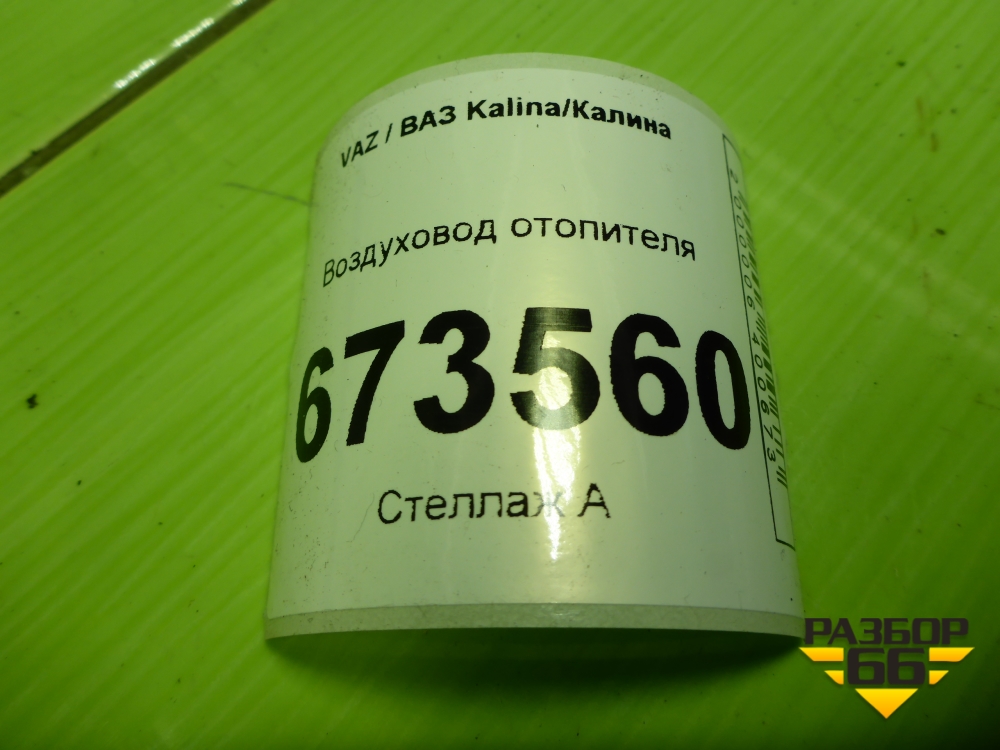 VAZ / ВАЗ Kalina/Калина
Воздуховод отопителя
673560
Стеллаж А
РАЗБОР
66